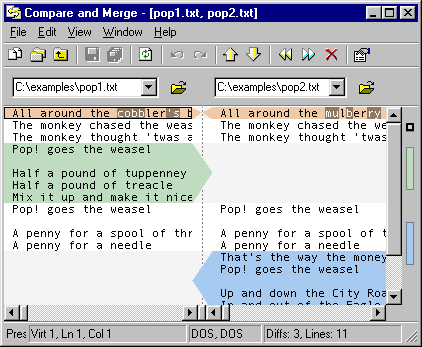 Compare and Merge - [pop1.txt, pop2.txt]
File Edit View Window Help
C:\examples\pop1.txt C:\examples\pop2.txt
All around the cobbler's
The monkey chased the weas
The monkey thought 'twas
Pop! goes the weasel
Half a pound of tuppenney
Half a pound of treacle
Mix it up and make it nice
Pop! goes the weasel
A penny for a spool of thr
A penny for a needle
All around the mulberry
The monkey chased the we
The monkey thought 'twas
Pop! goes the weasel
A penny for a spool of
A penny for a needle
That's the way the money
Pop! goes the weasel
Up and down the City Roa
In and out of the Eagle
Pres Virt 1, Ln 1, Col 1 DOS, DOS Diffs: 3, Lines: 11